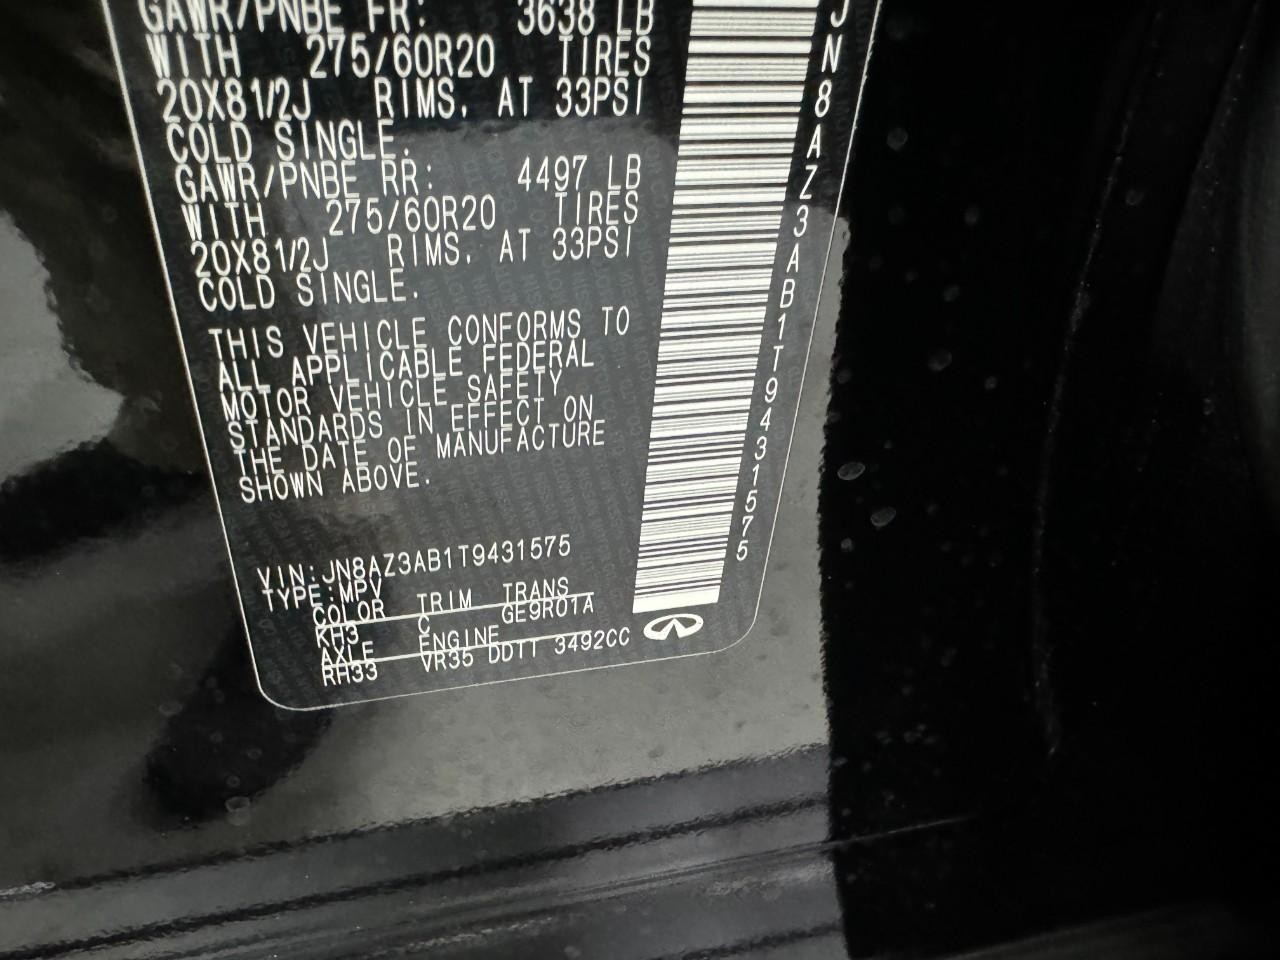 GAWR/PNBE FR: 3638 LB
WITH 275/60R20 TIRES
20X81/2J RIMS. AT 33PSI
COLD SINGLE.
GAWR/PNBE RR: 4497 LB
WITH 275/60R20 TIRES
20X81/2J RIMS. AT 33PSI
COLD SINGLE.
THIS VEHICLE CONFORMS TO
ALL APPLICABLE FEDERAL
MOTOR VEHICLE SAFETY
STANDARDS IN EFFECT ON
THE DATE OF MANUFACTURE
SHOWN ABOVE.
VIN:JN8AZ3AB1T9431575
TYPE:MPV
COLOR TRIM TRANS
KH3 C GE9R01A
AXLE ENGINE
RH33 VR35 DDTT 3492CC
JN8AZ3AB1T9431575